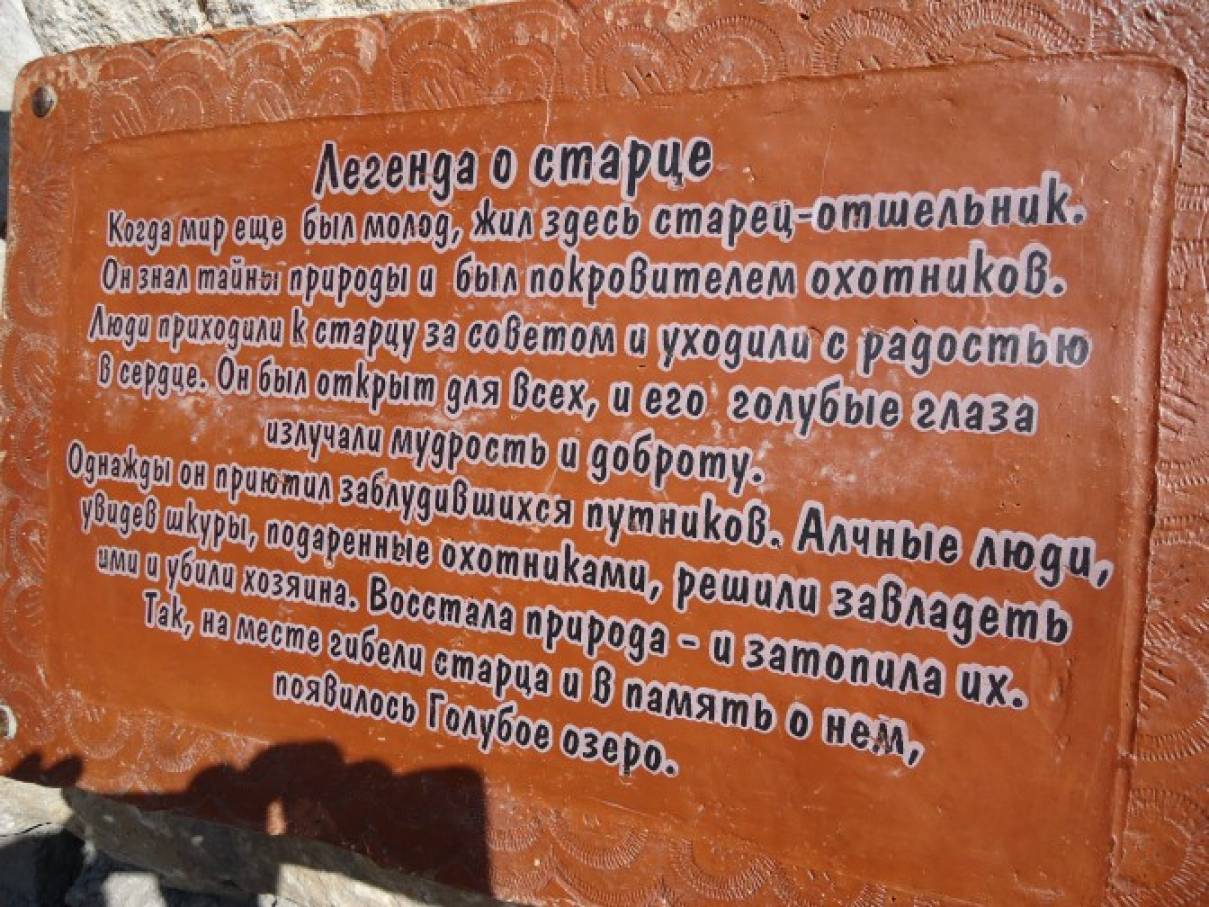 Легенда о старце
Когда мир еще был молод, жил здесь старец-отшельник.
Он знал тайны природы и был покровителем охотников.
Люди приходили к старцу за советом и уходили с радостью
в сердце. Он был открыт для всех, и его голубые глаза
излучали мудрость и доброту.
Однажды он приютил заблудившихся путников. Алчные люди,
увидев шкуры, подаренные охотниками, решили завладеть
ими и убили хозяина. Восстала природа - и затопила их.
Так, на месте гибели старца и в память о нем,
появилось Голубое озеро.